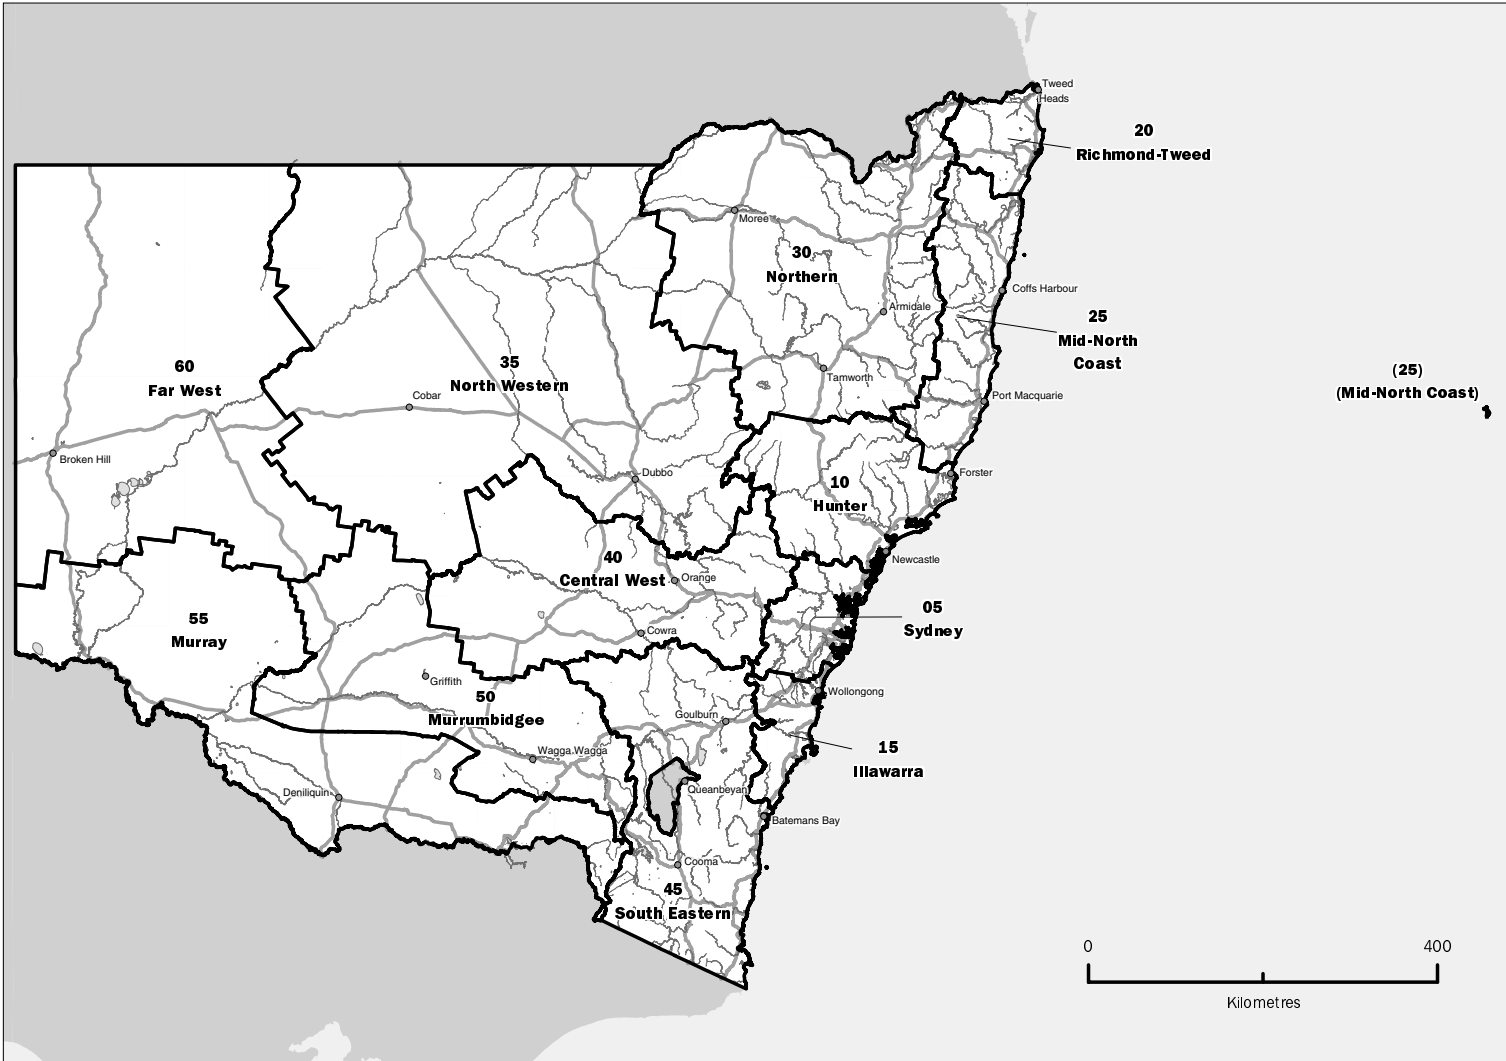 Tweed
Heads
20
Richmond-Tweed
Moree
30
Northern
Coffs Harbour
Armidale
25
Mid-North
Coast
60
Far West
35
North Western
Tamworth
(25)
(Mid-North Coast)
Cobar
Port Macquarie
Broken Hill
Dubbo
Forster
10
Hunter
40
Central West
Orange
Newcastle
55
Murray
Cowra
05
Sydney
Griffith
50
Murrumbidgee
Wollongong
Goulburn
Wagga Wagga
15
Illawarra
Deniliquin
Queanbeyan
Batemans Bay
Cooma
45
South Eastern
0
400
Kilometres